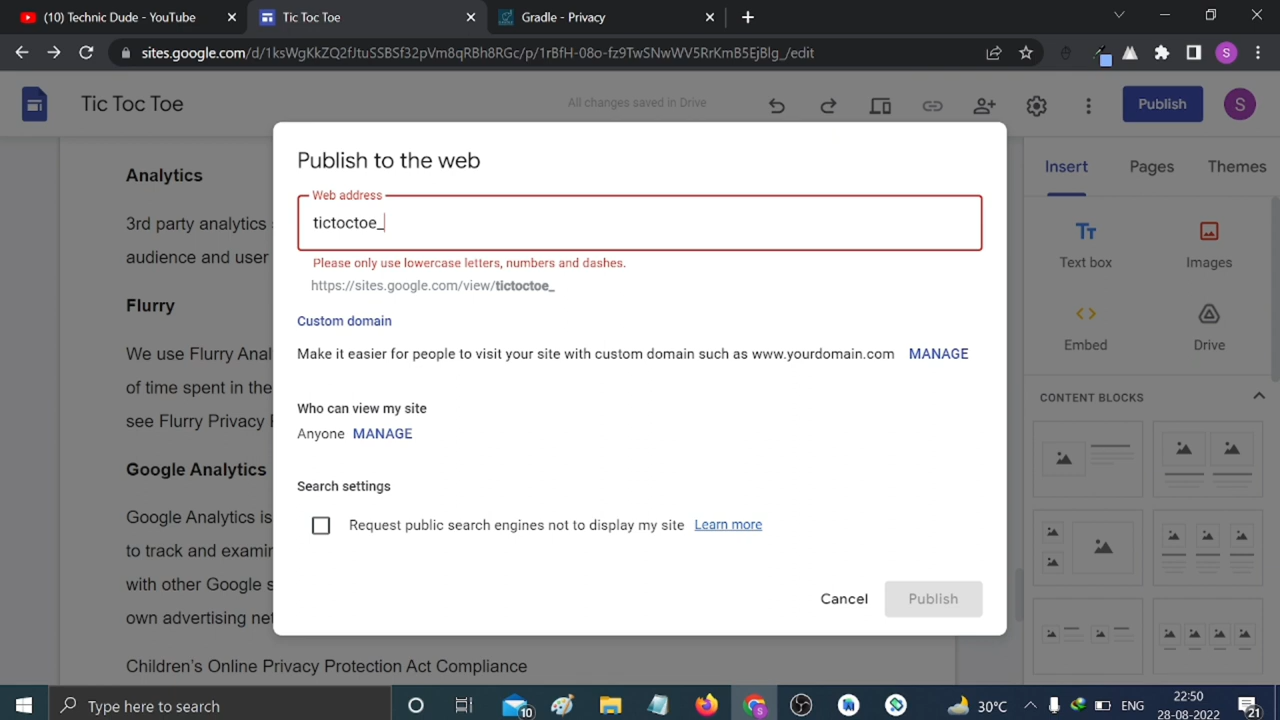 (10) Technic Dude - YouTube
Tic Toc Toe
Gradle - Privacy
sites.google.com/d/1ksWgKkZQ2fJtuSSBSf32pVm8qRBh8RGc/p/1rBfH-08o-fz9TwSNwWV5RrKmB5EjBlg_/edit
S
Tic Toc Toe
All changes saved in Drive
Publish
S
Insert
Pages
Themes
Publish to the web
Web address
tictoctoe_
Please only use lowercase letters, numbers and dashes.
https://sites.google.com/view/tictoctoe_
Custom domain
Make it easier for people to visit your site with custom domain such as www.yourdomain.com MANAGE
Who can view my site
Anyone MANAGE
Search settings
Request public search engines not to display my site Learn more
Cancel
Publish
Analytics
3rd party analytics
audience and user
Flurry
We use Flurry Anal
of time spent in the
see Flurry Privacy
Google Analytics
Google Analytics is
to track and examin
with other Google s
own advertising net
Children's Online Privacy Protection Act Compliance
Tт
Text box
Images
Embed
Drive
CONTENT BLOCKS
Type here to search
10
S
30°C
ENG
22:50
28-08-2022
21